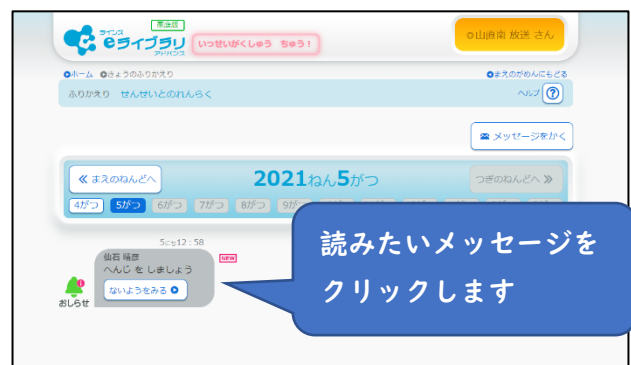 家庭版
ラインズ
eライブラリ
アドバンス
いっせいがくしゅう ちゅう!
山直南 放送 さん
ホーム きょうのふりかえり
まえのがめんにもどる
ふりかえり せんせいとのれんらく
ヘルプ ?
メッセージをかく
≪ まえのねんどへ
2021ねん5がつ
つぎのねんどへ ≫
4がつ 5がつ 6がつ 7がつ 8がつ 9がつ
12:58
仙石 晴彦
NEW
へんじ を しましょう
ないようをみる
おしらせ
読みたいメッセージを
クリックします